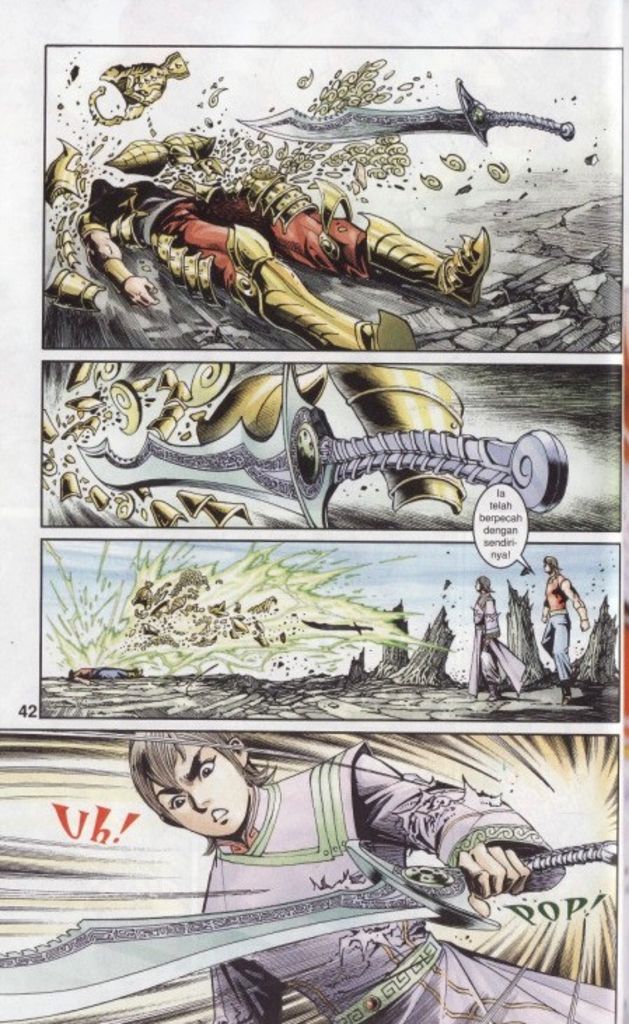 Ia
telah
berpecah
dengan
sendiri-
nya!
42
Uh!
POP!